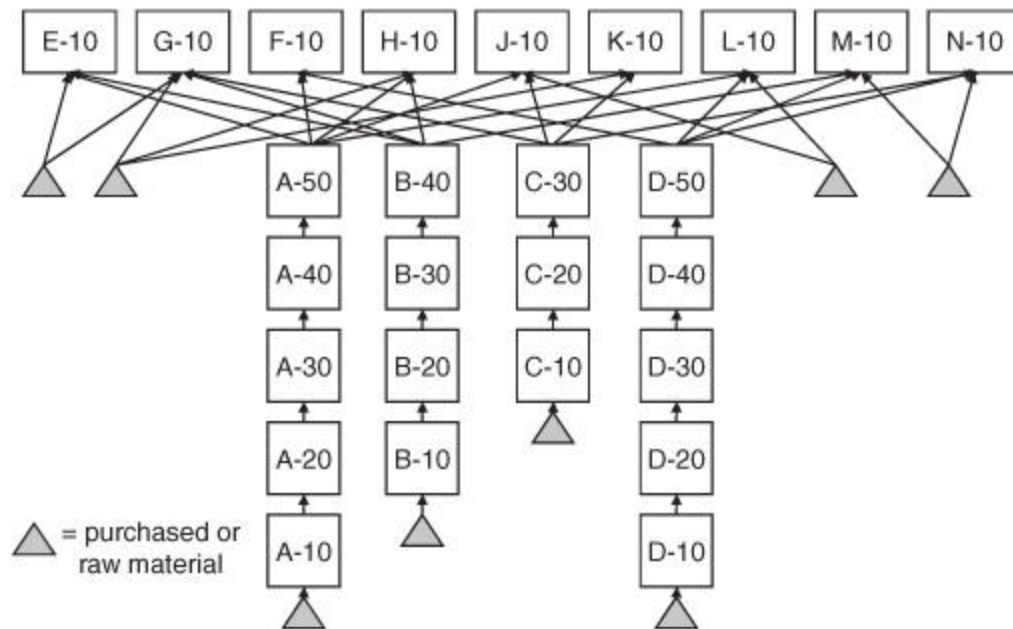 E-10 G-10 F-10 H-10 J-10 K-10 L-10 M-10 N-10
A-50 B-40 C-30 D-50
A-40 B-30 C-20 D-40
A-30 B-20 C-10 D-30
A-20 B-10 D-20
= purchased or
raw material
A-10 D-10